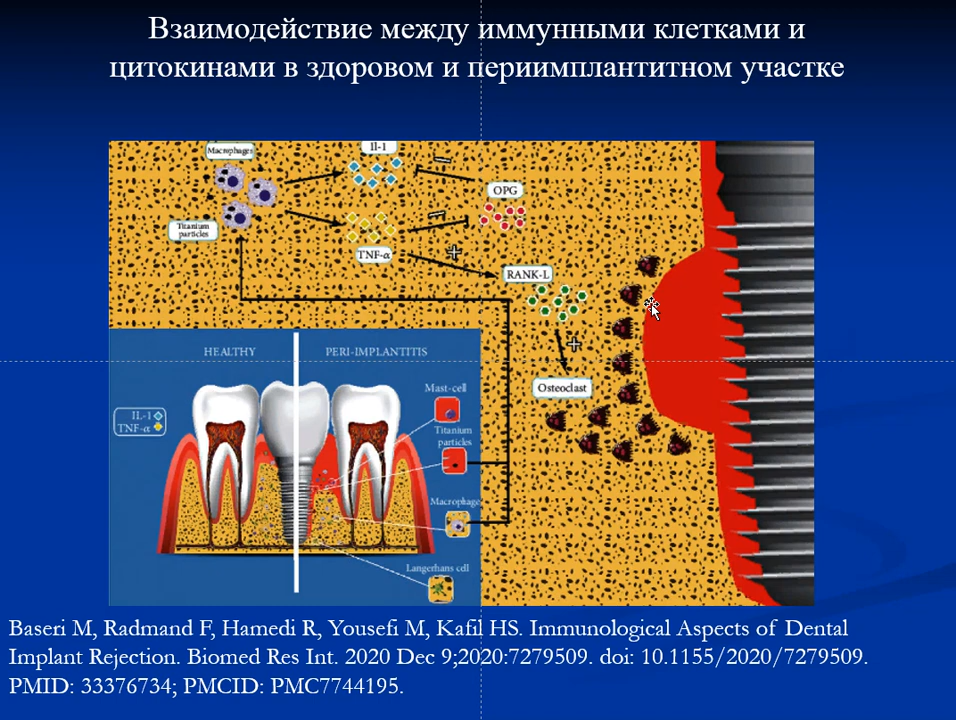 Взаимодействие между иммунными клетками и
цитокинами в здоровом и периимплантитном участке
Macrophages
Il-1
OPG
Titanium
particles
TNF-α
RANK-L
Osteoclast
HEALTHY
PERI-IMPLANTITIS
IL-1
TNF-α
Mast-cell
Titanium
particles
Macrophage
Langerhans cell
Baseri M, Radmand F, Hamedi R, Yousefi M, Kafil HS. Immunological Aspects of Dental
Implant Rejection. Biomed Res Int. 2020 Dec 9;2020:7279509. doi: 10.1155/2020/7279509.
PMID: 33376734; PMCID: PMC7744195.